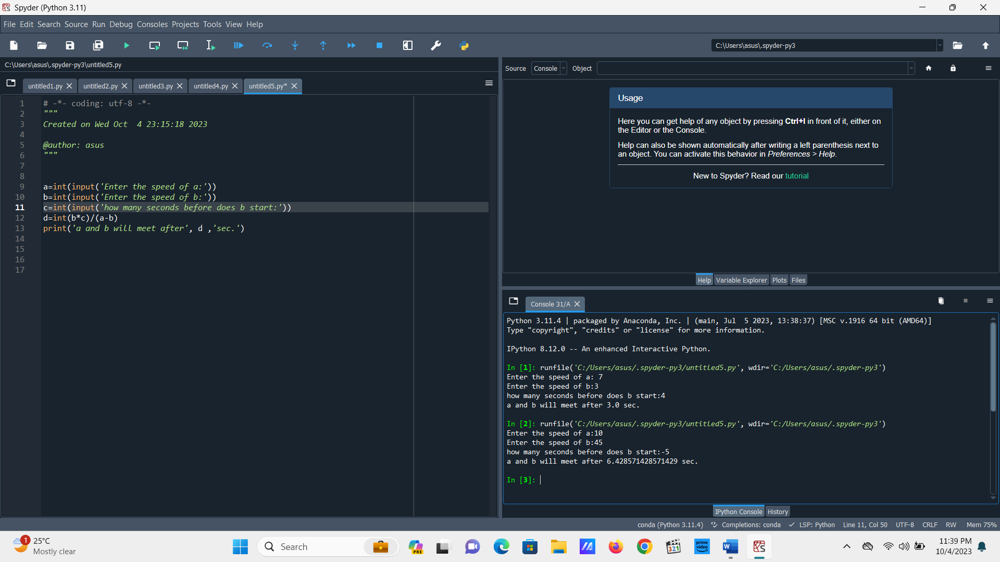 Spyder (Python 3.11)
File Edit Search Source Run Debug Consoles Projects Tools View Help
C:\Users\asus\.spyder-py3
C:\Users\asus\.spyder-py3\untitled5.py
untitled1.py
untitled2.py
untitled3.py
untitled4.py
untitled5.py*
1 # -*- coding: utf-8 -*-
2 """
3 Created on Wed Oct  4 23:15:18 2023
4
5 @author: asus
6 """
7
8
9 a=int(input('Enter the speed of a:'))
10 b=int(input('Enter the speed of b:'))
11 c=int(input('how many seconds before does b start:'))
12 d=int(b*c)/(a-b)
13 print('a and b will meet after', d ,'sec.')
14
15
16
17
Source Console Object
Usage
Here you can get help of any object by pressing Ctrl+I in front of it, either on
the Editor or the Console.
Help can also be shown automatically after writing a left parenthesis next to
an object. You can activate this behavior in Preferences > Help.
New to Spyder? Read our tutorial
Help Variable Explorer Plots Files
Console 31/A
Python 3.11.4 | packaged by Anaconda, Inc. | (main, Jul  5 2023, 13:38:37) [MSC v.1916 64 bit (AMD64)]
Type "copyright", "credits" or "license" for more information.
IPython 8.12.0 -- An enhanced Interactive Python.
In [1]: runfile('C:/Users/asus/.spyder-py3/untitled5.py', wdir='C:/Users/asus/.spyder-py3')
Enter the speed of a: 7
Enter the speed of b:3
how many seconds before does b start:4
a and b will meet after 3.0 sec.
In [2]: runfile('C:/Users/asus/.spyder-py3/untitled5.py', wdir='C:/Users/asus/.spyder-py3')
Enter the speed of a:10
Enter the speed of b:45
how many seconds before does b start:-5
a and b will meet after 6.428571428571429 sec.
In [3]:
IPython Console History
conda (Python 3.11.4) Completions: conda LSP: Python Line 11, Col 50 UTF-8 CRLF RW Mem 75%
1
25°C
Mostly clear
Search
PRE
321
prime video
W
11:39 PM
10/4/2023